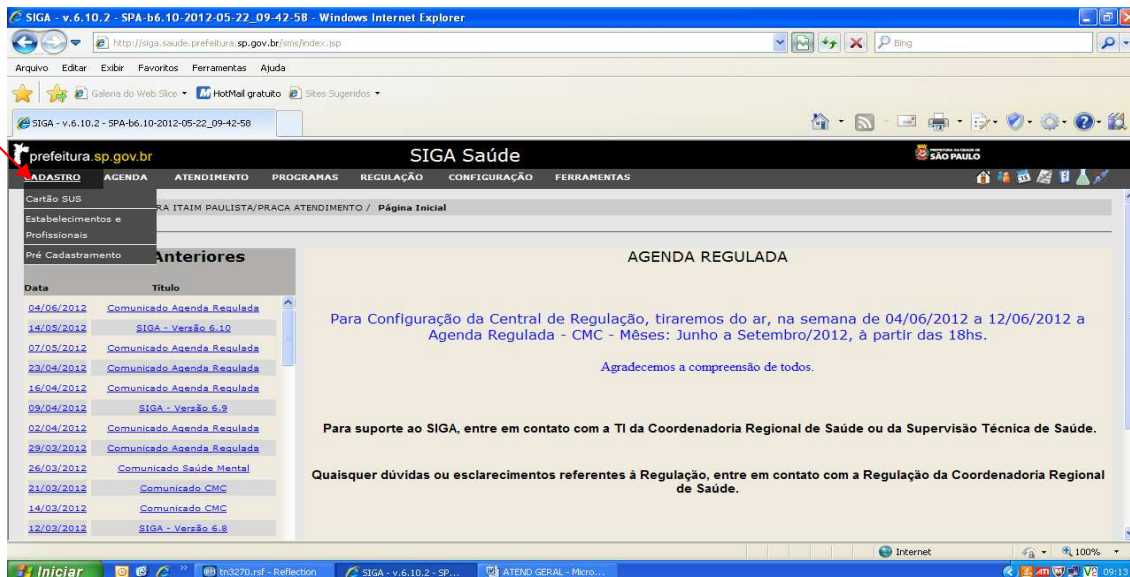 SIGA - v.6.10.2 - SPA-b6.10-2012-05-22_09-42-58 - Windows Internet Explorer
http://siga.saude.prefeitura.sp.gov.br/sms/index.jsp
Bing
Arquivo Editar Exibir Favoritos Ferramentas Ajuda
Galeria do Web Slice HotMail gratuito Sites Sugeridos
SIGA - v.6.10.2 - SPA-b6.10-2012-05-22_09-42-58
prefeitura.sp.gov.br SIGA Saúde SÃO PAULO
CADASTRO AGENDA ATENDIMENTO PROGRAMAS REGULAÇÃO CONFIGURAÇÃO FERRAMENTAS
Cartão SUS
RA ITAIM PAULISTA/PRACA ATENDIMENTO / Página Inicial
Estabelecimentos e
Profissionais
Pré Cadastramento
Anteriores
AGENDA REGULADA
Data Título
04/06/2012 Comunicado Agenda Regulada
14/05/2012 SIGA - Versão 6.10
07/05/2012 Comunicado Agenda Regulada
23/04/2012 Comunicado Agenda Regulada
16/04/2012 Comunicado Agenda Regulada
09/04/2012 SIGA - Versão 6.9
02/04/2012 Comunicado Agenda Regulada
29/03/2012 Comunicado Agenda Regulada
26/03/2012 Comunicado Saúde Mental
21/03/2012 Comunicado CMC
14/03/2012 Comunicado CMC
12/03/2012 SIGA - Versão 6.8
Para Configuração da Central de Regulação, tiraremos do ar, na semana de 04/06/2012 a 12/06/2012 a
Agenda Regulada - CMC - Mêses: Junho a Setembro/2012, à partir das 18hs.
Agradecemos a compreensão de todos.
Para suporte ao SIGA, entre em contato com a TI da Coordenadoria Regional de Saúde ou da Supervisão Técnica de Saúde.
Quaisquer dúvidas ou esclarecimentos referentes à Regulação, entre em contato com a Regulação da Coordenadoria Regional
de Saúde.
Internet 100%
Iniciar tn3270.rsf - Reflection SIGA - v.6.10.2 - SP... ATEND GERAL - Micro... 09:13